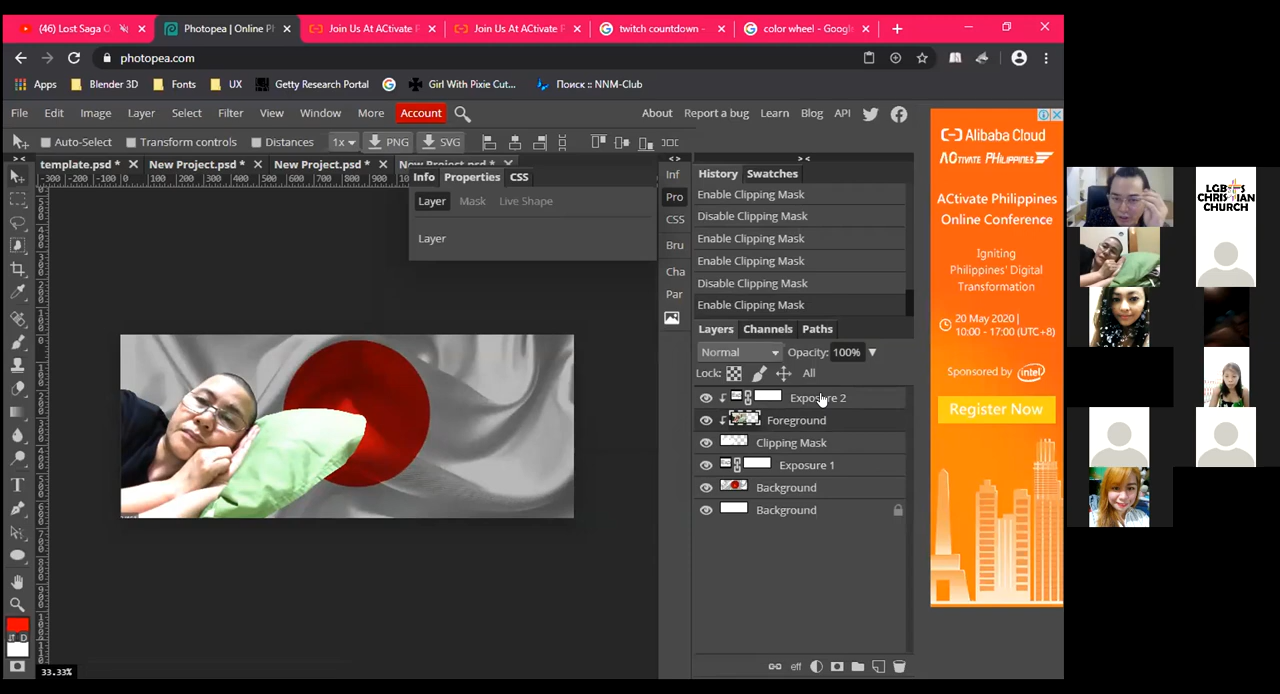 (46) Lost Saga O
Photopea | Online Ph
Join Us At ACtivate F
Join Us At ACtivate F
twitch countdown -
color wheel - Google
photopea.com
Apps
Blender 3D
Fonts
UX
Getty Research Portal
Girl With Pixie Cut...
Поиск :: NNM-Club
File Edit Image Layer Select Filter View Window More Account
About Report a bug Learn Blog API
Auto-Select Transform controls Distances 1x PNG SVG
template.psd * New Project.psd * New Project.psd * New Project.psd *
Info Properties CSS
Layer Mask Live Shape
Layer
Inf
Pro
CSS
Bru
Cha
Par
History Swatches
Enable Clipping Mask
Disable Clipping Mask
Enable Clipping Mask
Enable Clipping Mask
Disable Clipping Mask
Enable Clipping Mask
Layers Channels Paths
Normal Opacity: 100%
Lock: All
Exposure 2
Foreground
Clipping Mask
Exposure 1
Background
Background
eff
33.33%
Alibaba Cloud
ACtivate PHilippines
ACtivate Philippines
Online Conference
Igniting
Philippines' Digital
Transformation
20 May 2020 |
10:00 - 17:00 (UTC+8)
Sponsored by intel
Register Now
LGBTS
CHRISTIAN
CHURCH